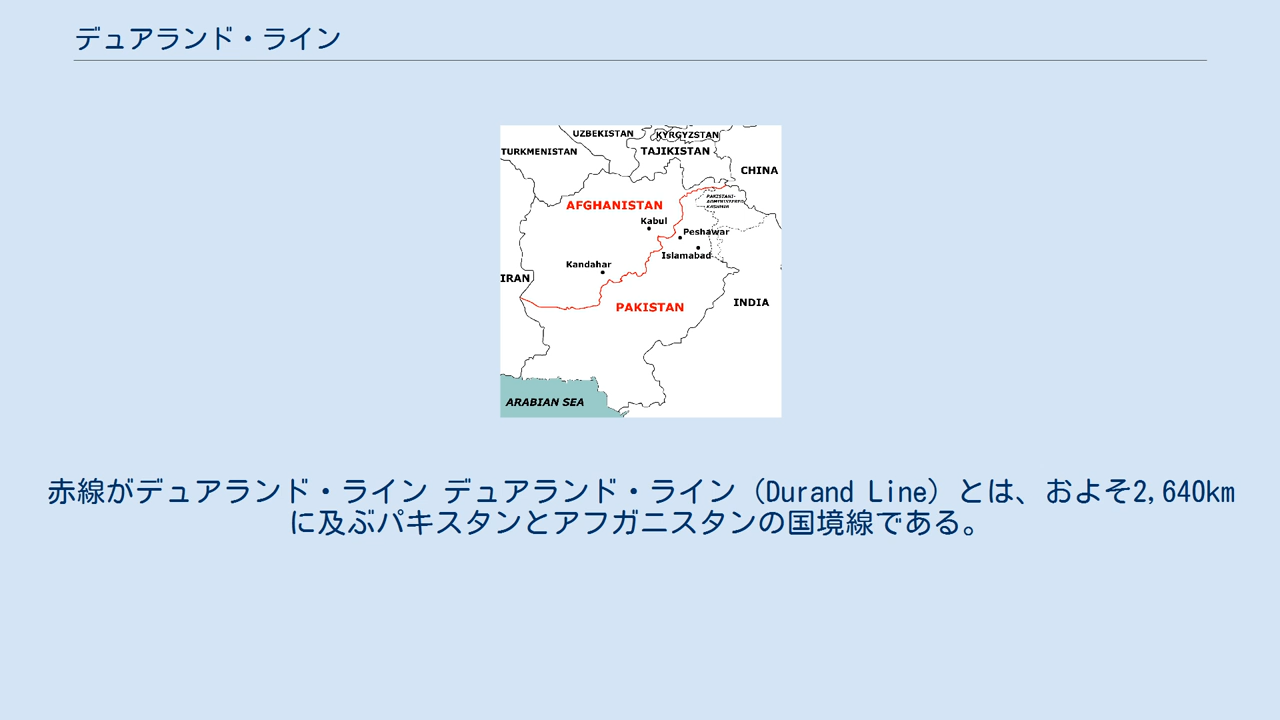 デュアランド・ライン
UZBEKISTAN
KYRGYZSTAN
TURKMENISTAN
TAJIKISTAN
CHINA
PAKISTANI-
ADMINISTERED
KASHMIR
AFGHANISTAN
Kabul
Peshawar
Islamabad
Kandahar
IRAN
PAKISTAN
INDIA
ARABIAN SEA
赤線がデュアランド・ライン デュアランド・ライン（Durand Line）とは、およそ2,640km
に及ぶパキスタンとアフガニスタンの国境線である。